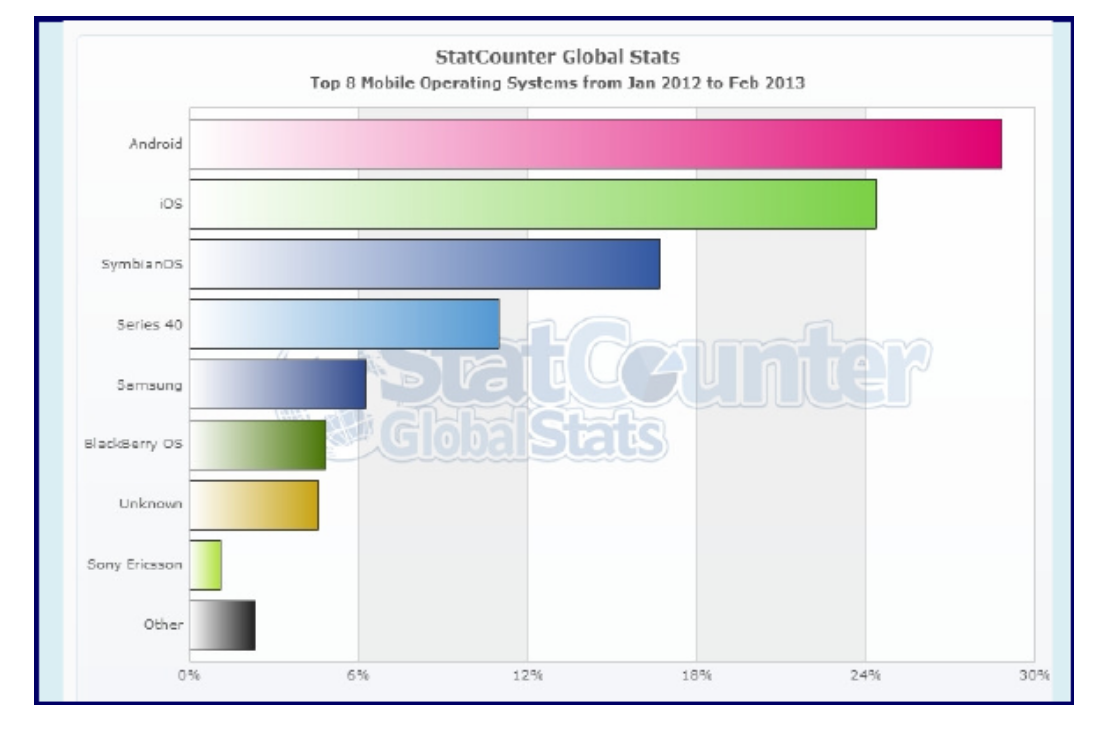 StatCounter Global Stats
Top 8 Mobile Operating Systems from Jan 2012 to Feb 2013
Android
iOS
SymbianOS
Series 40
Samsung
BlackBerry OS
Unknown
Sony Ericsson
Other
StatCounter
GlobalStats
0% 6% 12% 18% 24% 30%